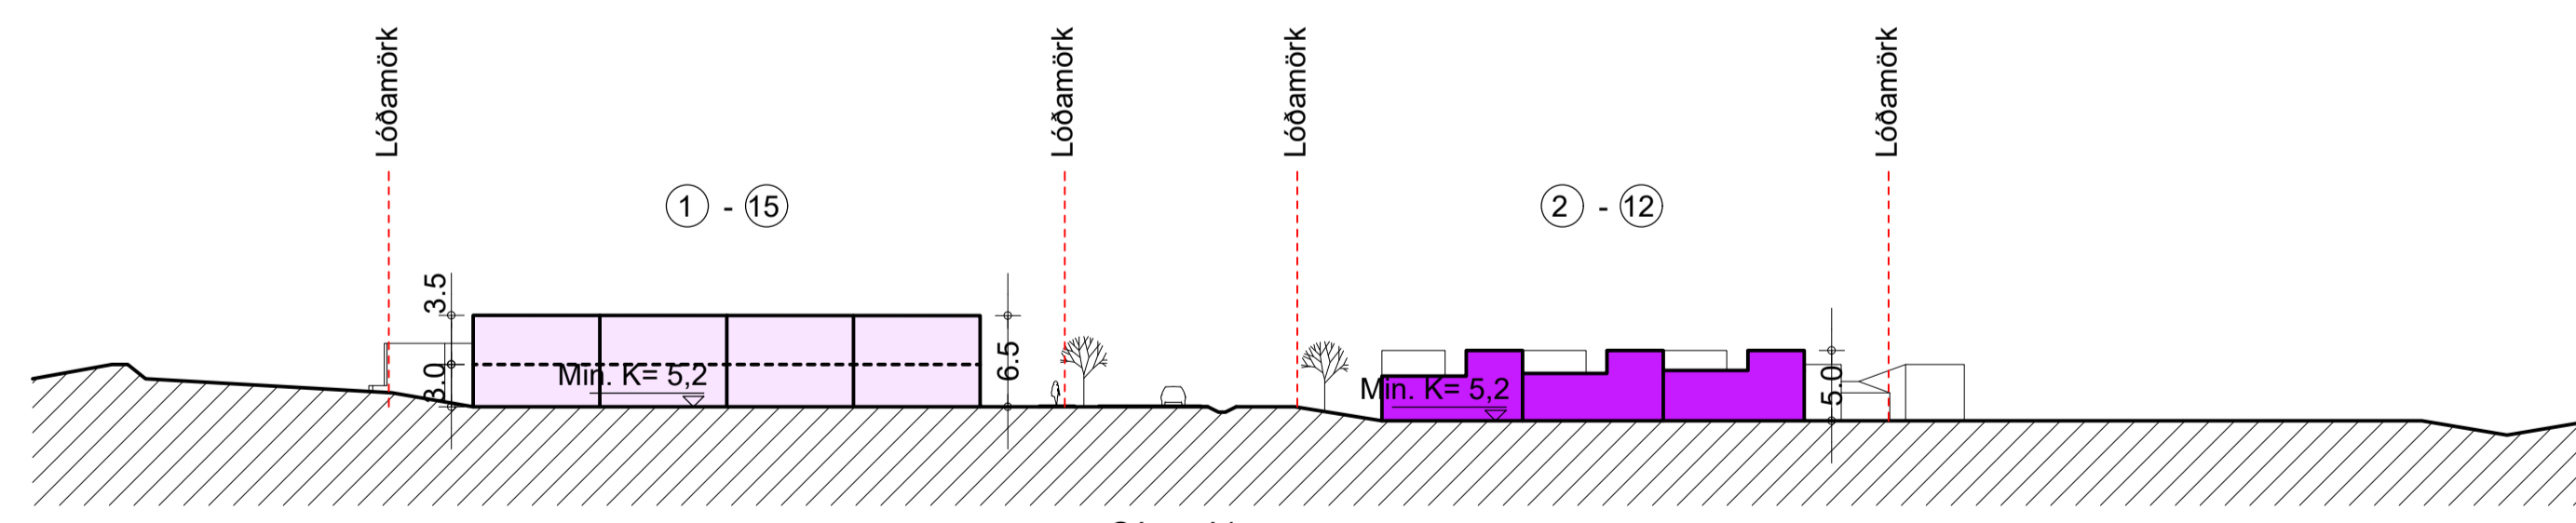 Lóðamörk
Lóðamörk
Lóðamörk
Lóðamörk
1 - 15
2 - 12
3.5
3.0
6.5
5.0
Min. K= 5,2
Min. K= 5,2